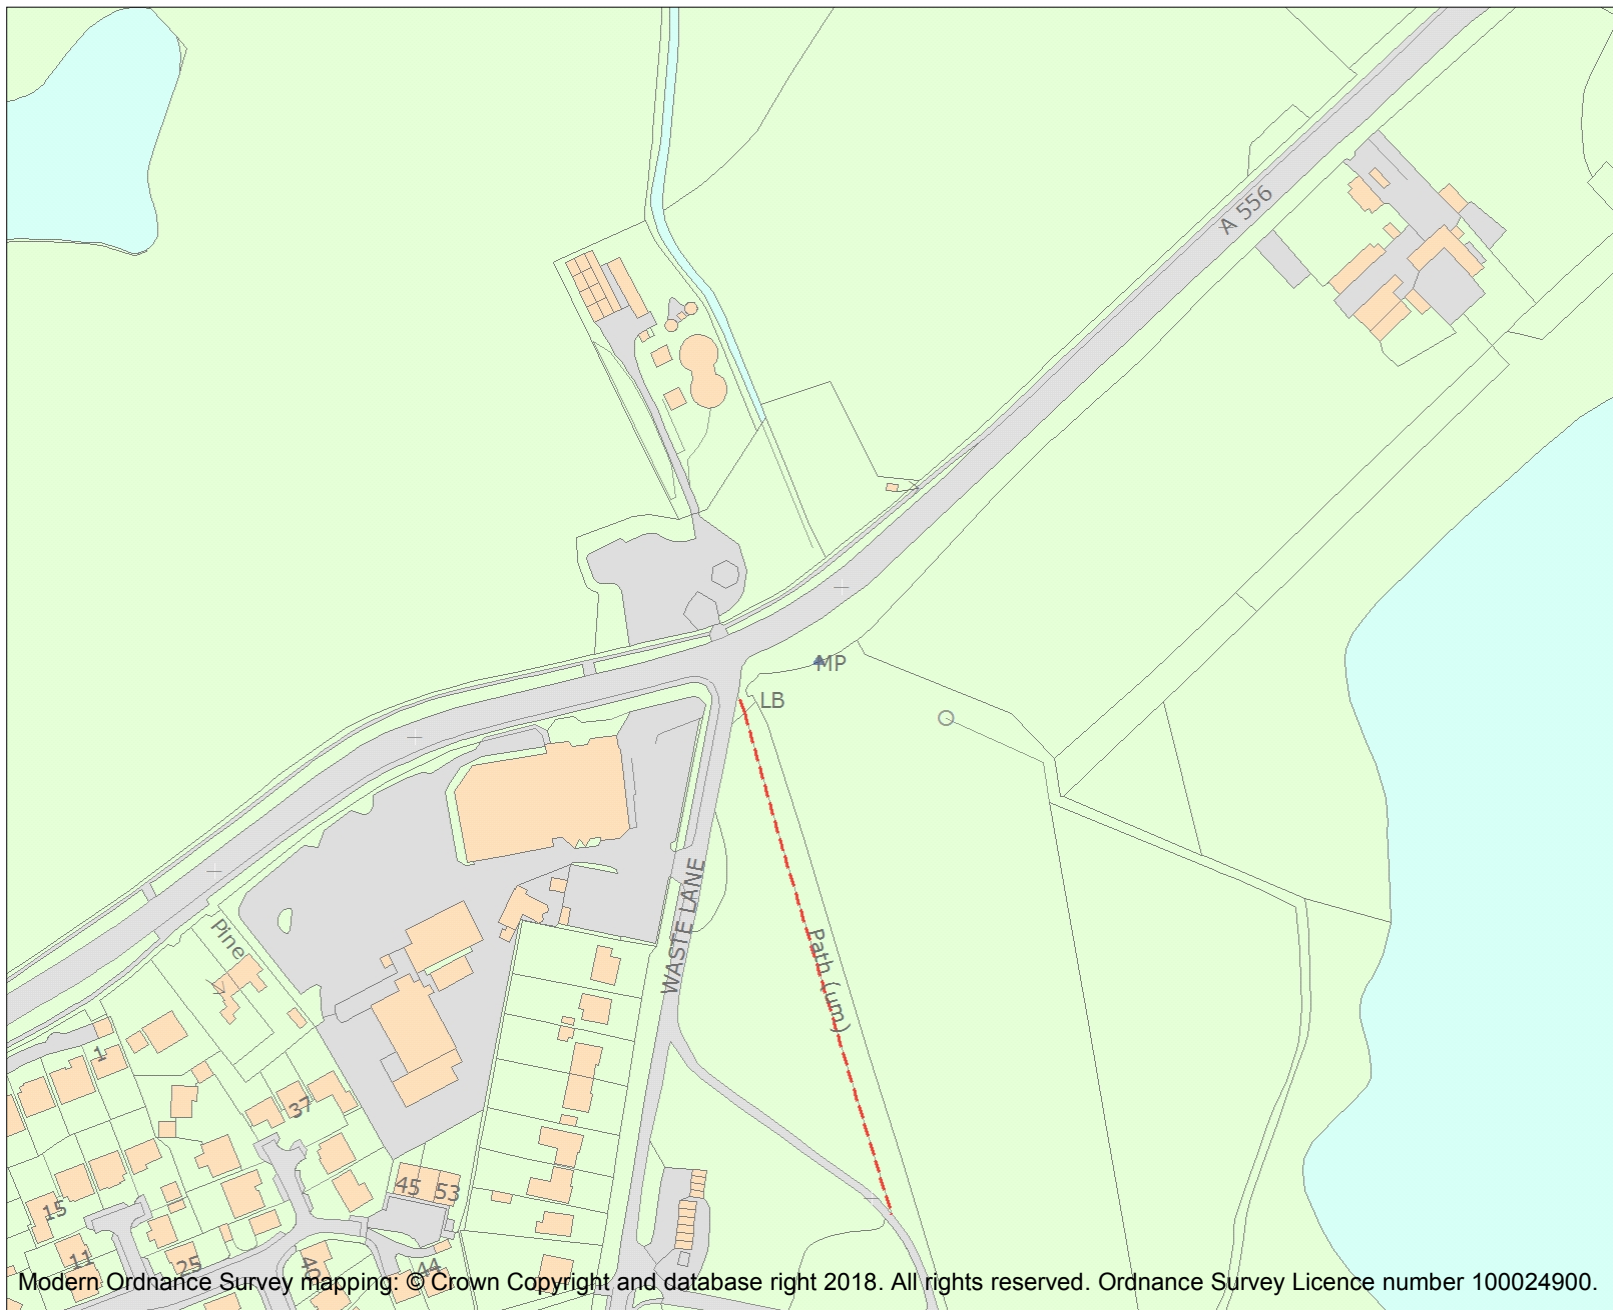 A 556
MP
LB
WASTE LANE
Path (um)
Pine
V
1
37
45
53
15
11
25
40
44
Modern Ordnance Survey mapping: © Crown Copyright and database right 2018. All rights reserved. Ordnance Survey Licence number 100024900.